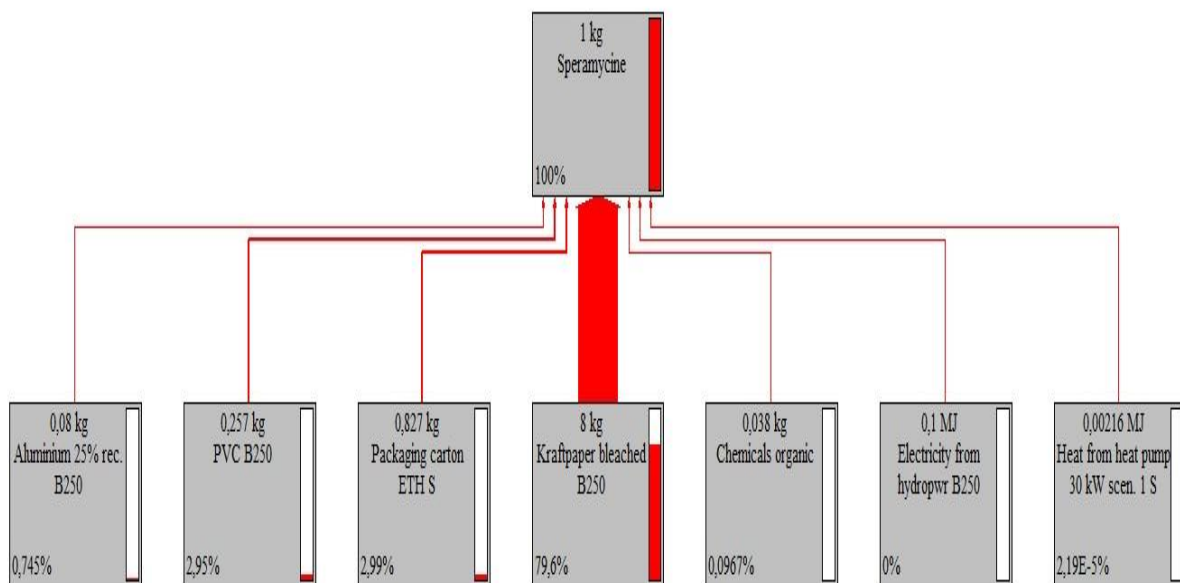 1 kg
Speramycine
100%
0,08 kg
Aluminium 25% rec.
B250
0,745%
0,257 kg
PVC B250
2,95%
0,827 kg
Packaging carton
ETH S
2,99%
8 kg
Kraftpaper bleached
B250
79,6%
0,038 kg
Chemicals organic
0,0967%
0,1 MJ
Electricity from
hydropwr B250
0%
0,00216 MJ
Heat from heat pump
30 kW scen. 1 S
2,19E-5%